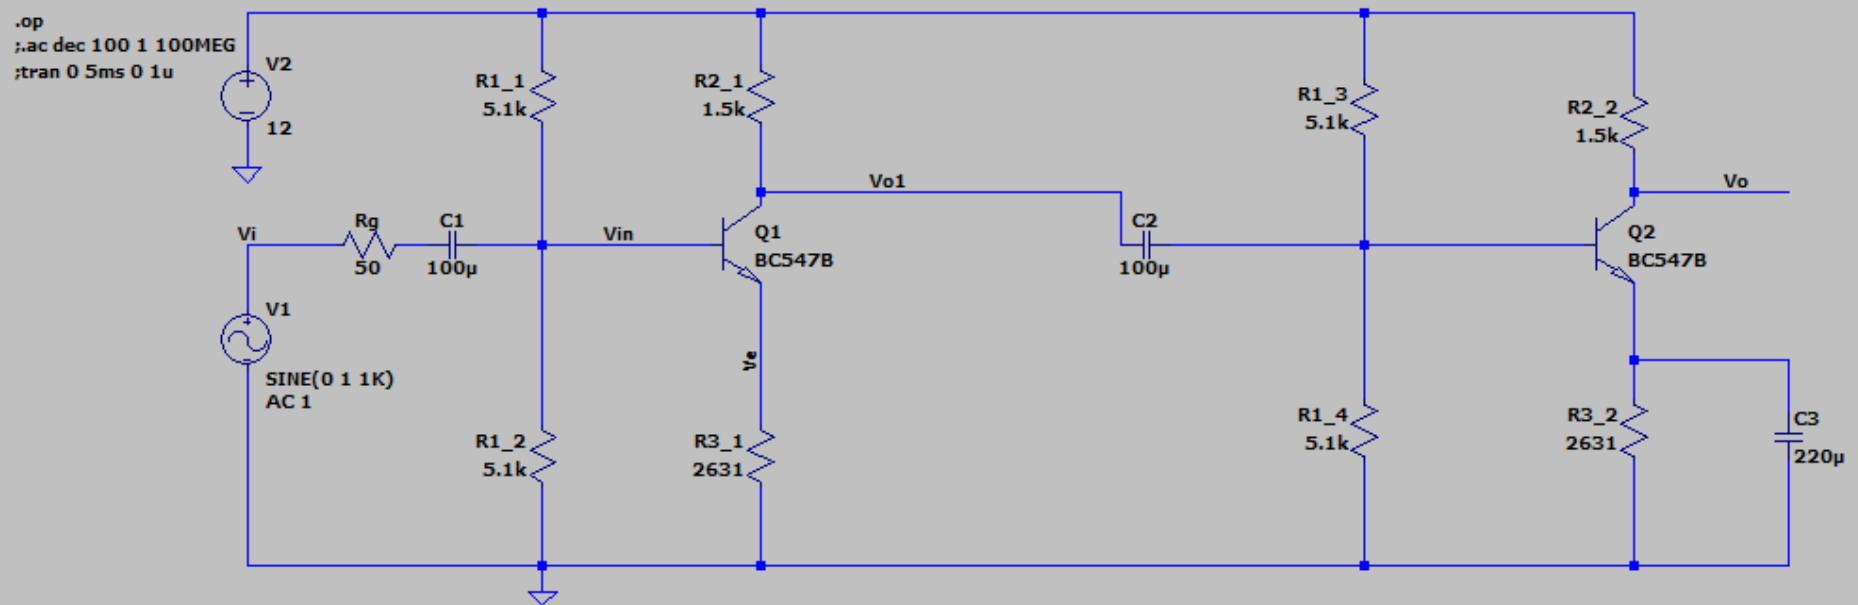 .op
;.ac dec 100 1 100MEG
;tran 0 5ms 0 1u
V2
12
R1_1
5.1k
R2_1
1.5k
R1_3
5.1k
R2_2
1.5k
Vo1
Vo
Vi
Rg
50
C1
100µ
Vin
Q1
BC547B
C2
100µ
Q2
BC547B
V1
SINE(0 1 1K)
AC 1
Ve
R1_2
5.1k
R3_1
2631
R1_4
5.1k
R3_2
2631
C3
220µ